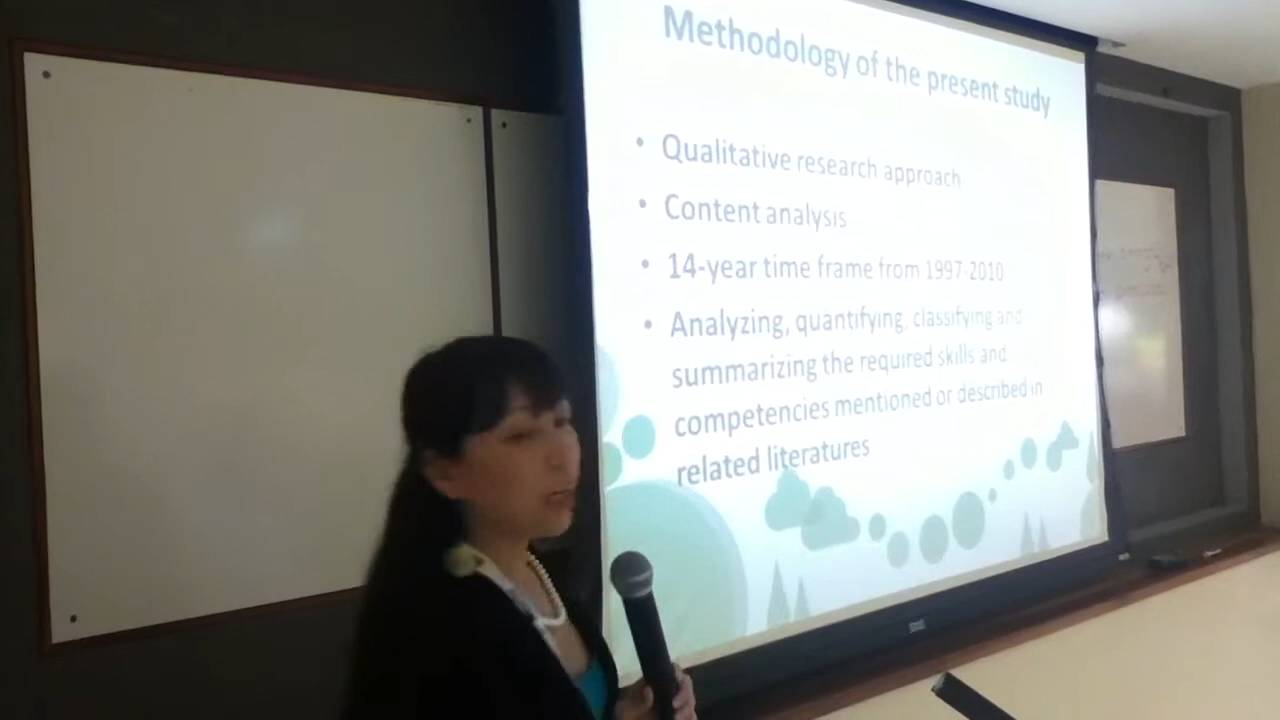 Methodology of the present study
• Qualitative research approach
• Content analysis
• 14-year time frame from 1997-2010
• Analyzing, quantifying, classifying and
summarizing the required skills and
competencies mentioned or described in
related literatures